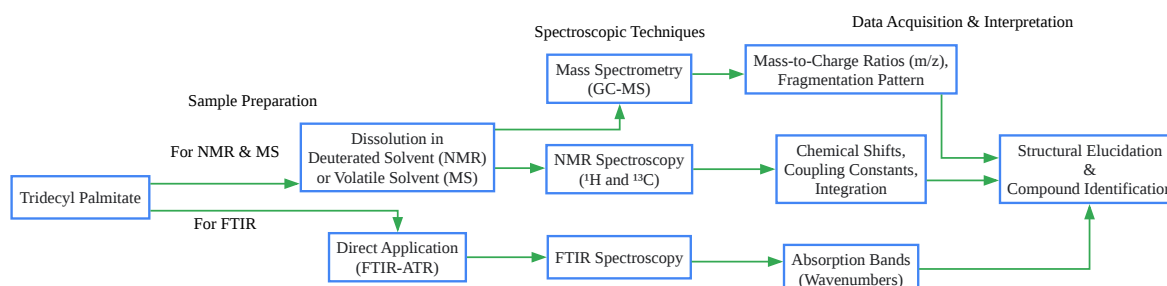 Spectroscopic Techniques
Data Acquisition & Interpretation
Sample Preparation
For NMR & MS
For FTIR
Tridecyl Palmitate
Dissolution in
Deuterated Solvent (NMR)
or Volatile Solvent (MS)
Direct Application
(FTIR-ATR)
Mass Spectrometry
(GC-MS)
NMR Spectroscopy
(¹H and ¹³C)
FTIR Spectroscopy
Mass-to-Charge Ratios (m/z),
Fragmentation Pattern
Chemical Shifts,
Coupling Constants,
Integration
Absorption Bands
(Wavenumbers)
Structural Elucidation
&
Compound Identification